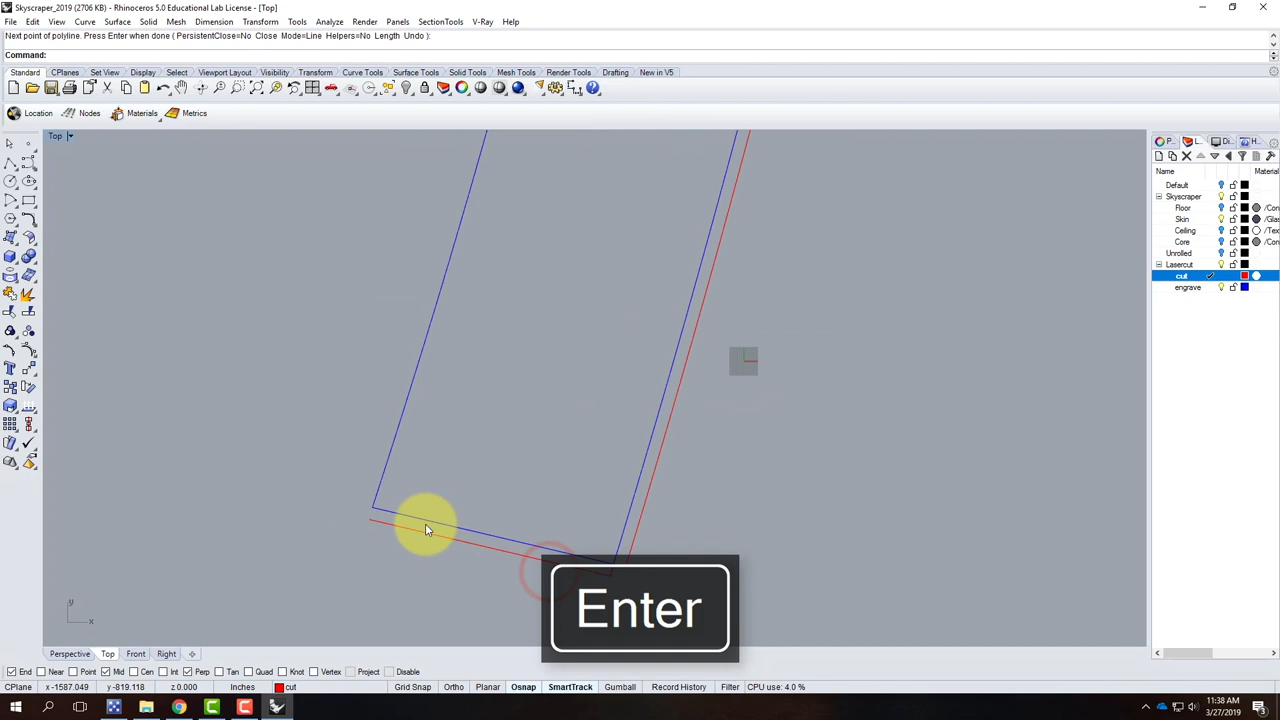 Skyscraper_2019 (2706 KB) - Rhinoceros 5.0 Educational Lab License - [Top]
File Edit View Curve Surface Solid Mesh Dimension Transform Tools Analyze Render Panels SectionTools V-Ray Help
Next point of polyline. Press Enter when done ( PersistentClose=No Close Mode=Line Helpers=No Length Undo ):
Command:
Standard CPlanes Set View Display Select Viewport Layout Visibility Transform Curve Tools Surface Tools Solid Tools Mesh Tools Render Tools Drafting New in V5
Location Nodes Materials Metrics
Top
P... L... Di... H...
Name Material
Default
Skyscraper
Floor /Con
Skin /Glas
Ceiling /Tex
Core /Con
Unrolled
Lasercut
cut
engrave
Enter
y
x
Perspective Top Front Right
End Near Point Mid Cen Int Perp Tan Quad Knot Vertex Project Disable
CPlane x -1587.049 y -819.118 z 0.000 Inches cut Grid Snap Ortho Planar Osnap SmartTrack Gumball Record History Filter CPU use: 4.0 %
11:38 AM
3/27/2019